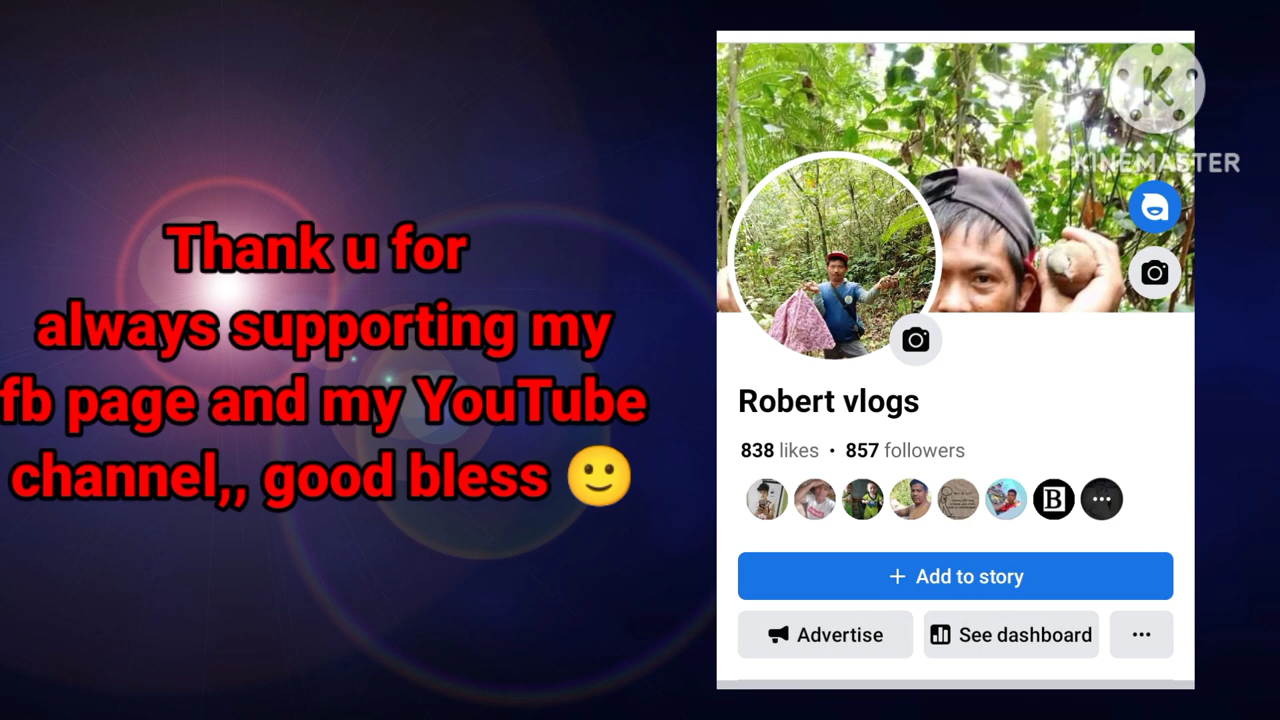 Thank u for
always supporting my
fb page and my YouTube
channel,, good bless 🙂
K
KINEMASTER
Robert vlogs
838 likes • 857 followers
B
+ Add to story
Advertise
See dashboard